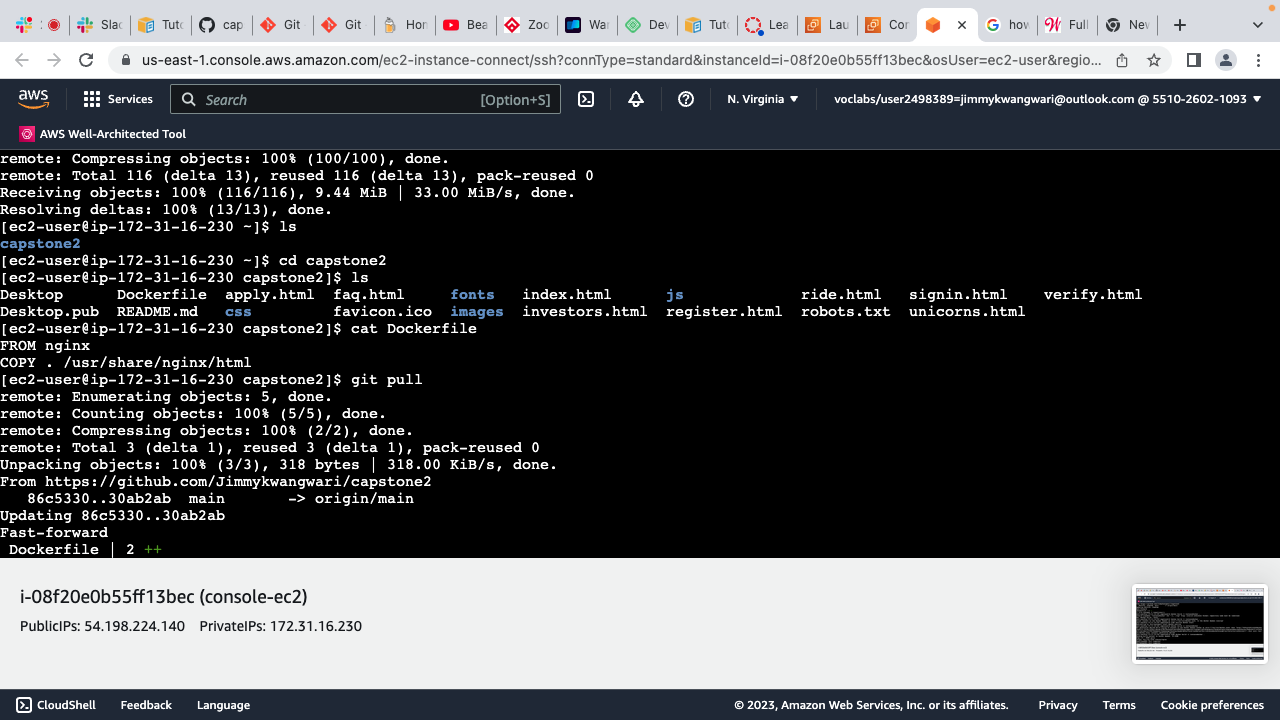 Slac
Tuto
cap
Git
Git
Hom
Bea
Zoo
War
Dev
Tuto
Lea
Lau
Cor
how
Full
Nev
us-east-1.console.aws.amazon.com/ec2-instance-connect/ssh?connType=standard&instanceId=i-08f20e0b55ff13bec&osUser=ec2-user&regio...
aws
Services
Search
[Option+S]
N. Virginia
voclabs/user2498389=jimmykwangwari@outlook.com @ 5510-2602-1093
AWS Well-Architected Tool
remote: Compressing objects: 100% (100/100), done.
remote: Total 116 (delta 13), reused 116 (delta 13), pack-reused 0
Receiving objects: 100% (116/116), 9.44 MiB | 33.00 MiB/s, done.
Resolving deltas: 100% (13/13), done.
[ec2-user@ip-172-31-16-230 ~]$ ls
capstone2
[ec2-user@ip-172-31-16-230 ~]$ cd capstone2
[ec2-user@ip-172-31-16-230 capstone2]$ ls
Desktop Dockerfile apply.html faq.html fonts index.html js ride.html signin.html verify.html
Desktop.pub README.md css favicon.ico images investors.html register.html robots.txt unicorns.html
[ec2-user@ip-172-31-16-230 capstone2]$ cat Dockerfile
FROM nginx
COPY . /usr/share/nginx/html
[ec2-user@ip-172-31-16-230 capstone2]$ git pull
remote: Enumerating objects: 5, done.
remote: Counting objects: 100% (5/5), done.
remote: Compressing objects: 100% (2/2), done.
remote: Total 3 (delta 1), reused 3 (delta 1), pack-reused 0
Unpacking objects: 100% (3/3), 318 bytes | 318.00 KiB/s, done.
From https://github.com/Jimmykwangwari/capstone2
86c5330..30ab2ab main -> origin/main
Updating 86c5330..30ab2ab
Fast-forward
Dockerfile | 2 ++
i-08f20e0b55ff13bec (console-ec2)
PublicIPs: 54.198.224.140 PrivateIPs: 172.31.16.230
CloudShell
Feedback
Language
© 2023, Amazon Web Services, Inc. or its affiliates.
Privacy
Terms
Cookie preferences